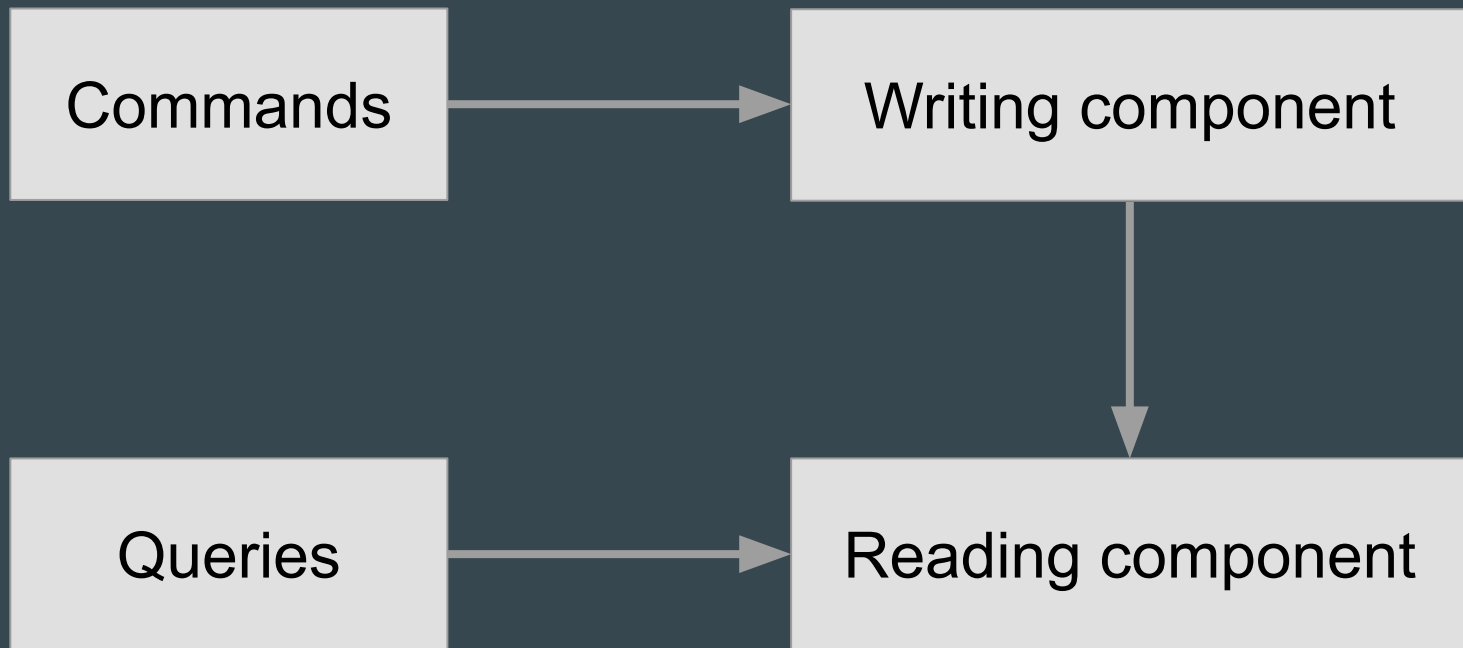 Commands
Writing component
Queries
Reading component